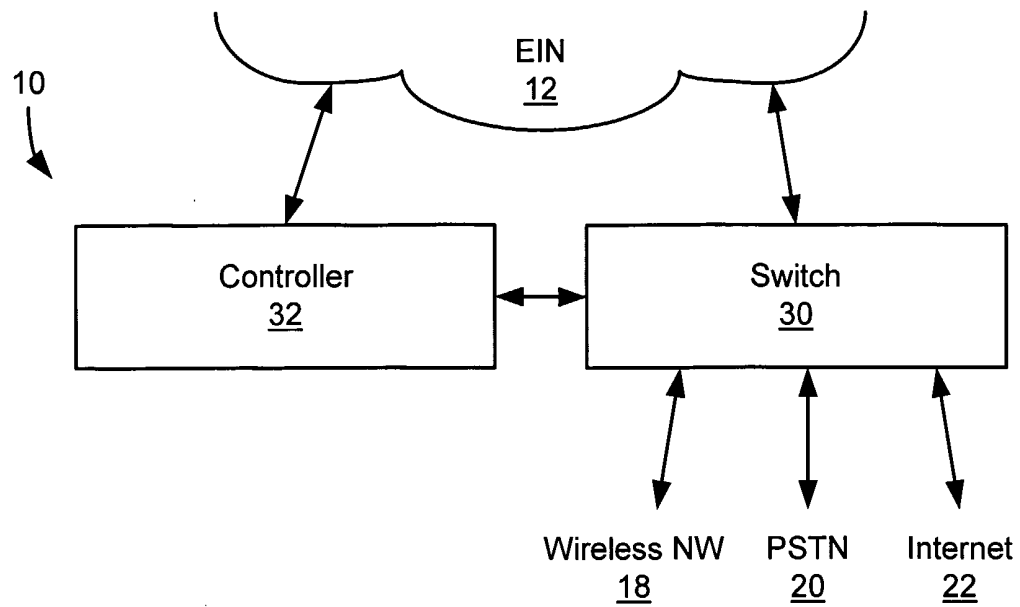 EIN
12
10
Controller
32
Switch
30
Wireless NW
18
PSTN
20
Internet
22